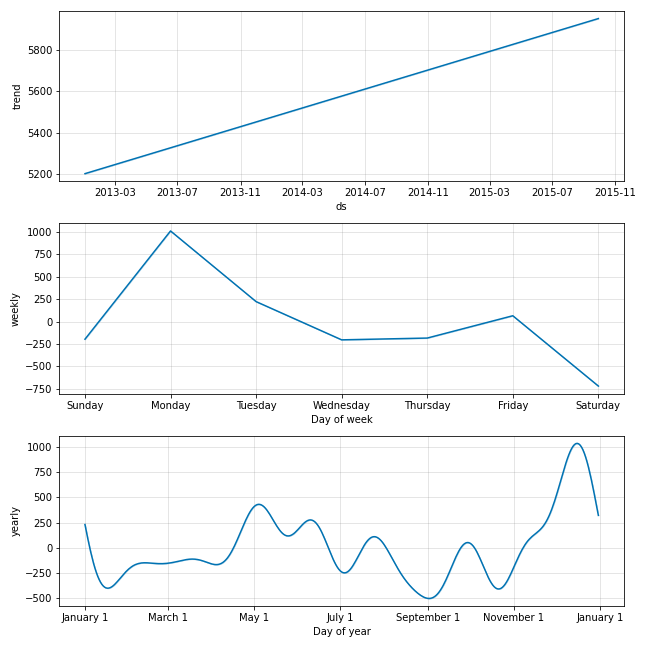 trend
5800
5600
5400
5200
2013-03 2013-07 2013-11 2014-03 2014-07 2014-11 2015-03 2015-07 2015-11
ds
weekly
1000
750
500
250
0
−250
−500
−750
Sunday Monday Tuesday Wednesday Thursday Friday Saturday
Day of week
yearly
1000
750
500
250
0
−250
−500
January 1 March 1 May 1 July 1 September 1 November 1 January 1
Day of year